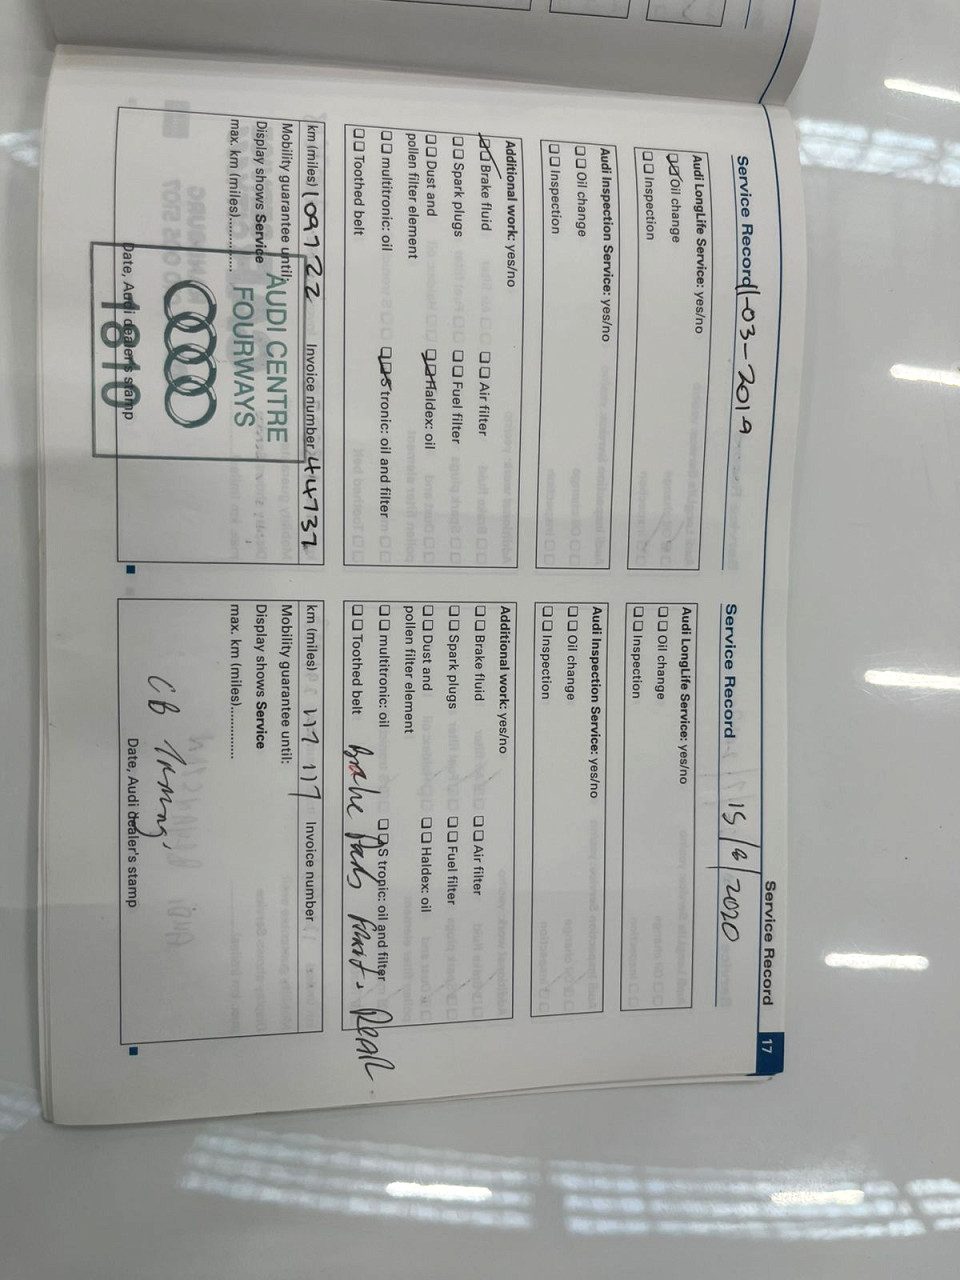 Service Record
17
Service Record 11-03-2019
Audi LongLife Service: yes/no
Oil change
Inspection
Audi Inspection Service: yes/no
Oil change
Inspection
Additional work: yes/no
Brake fluid Air filter
Spark plugs Fuel filter
Dust and Haldex: oil
pollen filter element
multitronic: oil S tronic: oil and filter
Toothed belt
km (miles) 109722 Invoice number 44737
Mobility guarantee until:
Display shows Service
max. km (miles)..............
AUDI CENTRE
FOURWAYS
1810
Date, Audi dealer's stamp
Service Record 15/6/2020
Audi LongLife Service: yes/no
Oil change
Inspection
Audi Inspection Service: yes/no
Oil change
Inspection
Additional work: yes/no
Brake fluid Air filter
Spark plugs Fuel filter
Dust and Haldex: oil
pollen filter element
multitronic: oil S tropic: oil and filter
Toothed belt Brake Pads Front. Rear.
km (miles) 117 117 Invoice number
Mobility guarantee until:
Display shows Service
max. km (miles)..............
CB
Date, Audi dealer's stamp